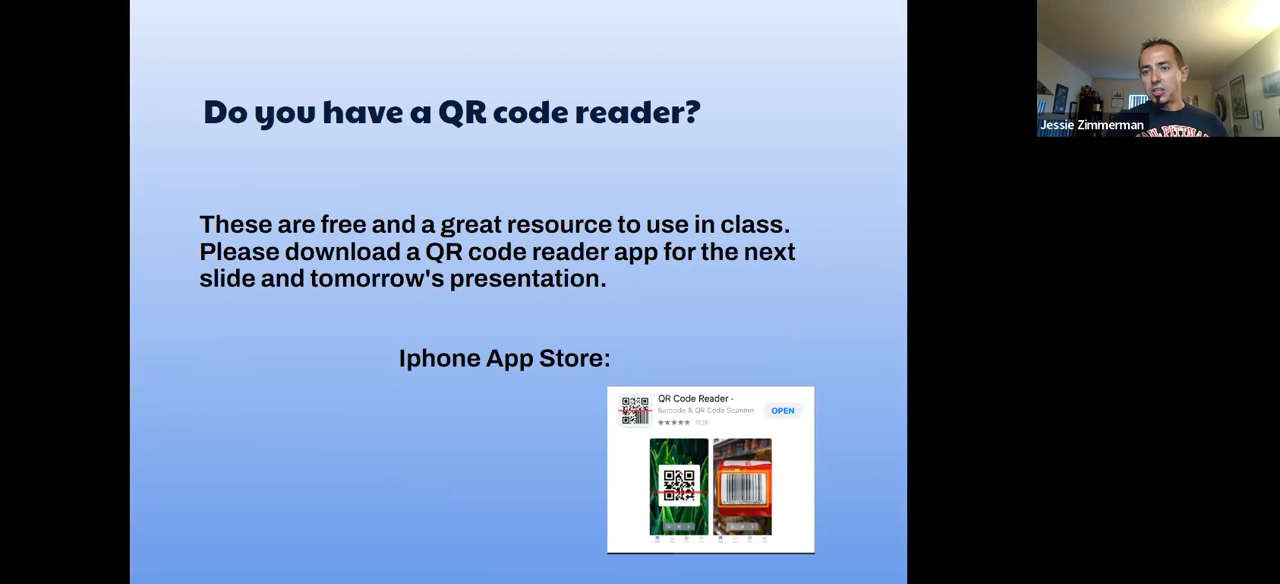 Do you have a QR code reader?
These are free and a great resource to use in class.
Please download a QR code reader app for the next
slide and tomorrow's presentation.
Iphone App Store:
QR Code Reader ·
Barcode & QR Code Scanner
OPEN
Jessie Zimmerman